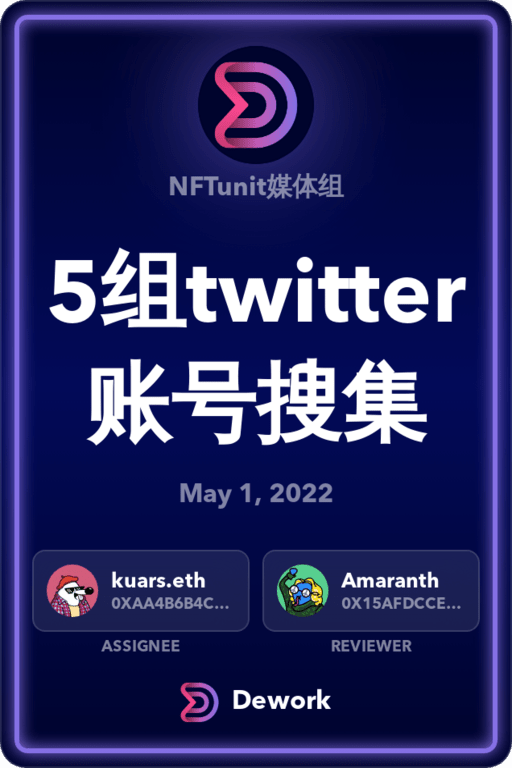 NFTunit媒体组
5组twitter
账号搜集
May 1, 2022
kuars.eth
0XAA4B6B4C...
ASSIGNEE
Amaranth
0X15AFDCCE...
REVIEWER
Dework